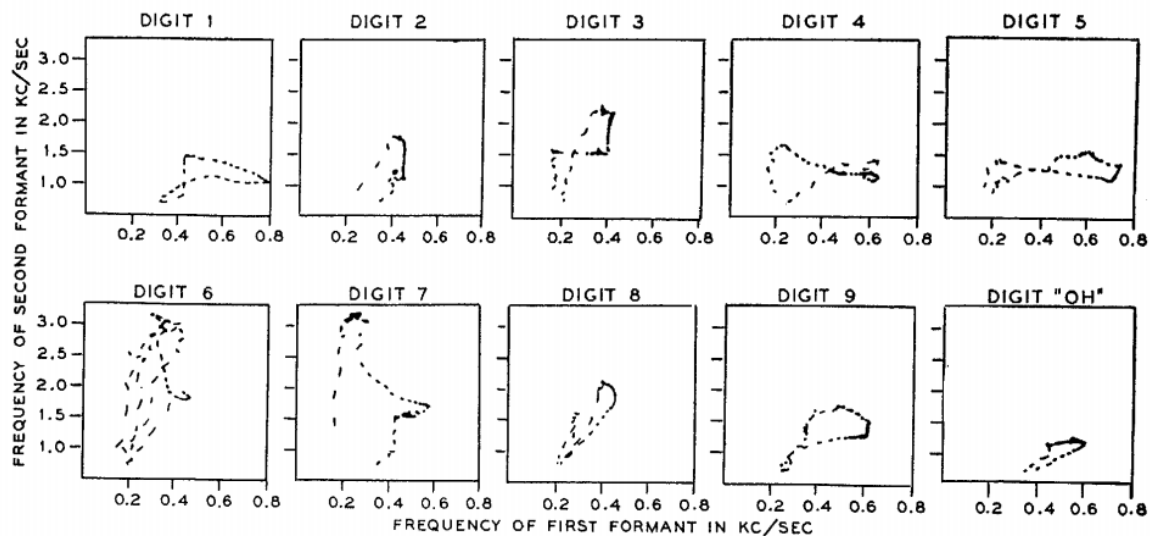 DIGIT 1 DIGIT 2 DIGIT 3 DIGIT 4 DIGIT 5
FREQUENCY OF SECOND FORMANT IN KC/SEC
3.0
2.5
2.0
1.5
1.0
0.2 0.4 0.6 0.8 0.2 0.4 0.6 0.8 0.2 0.4 0.6 0.8 0.2 0.4 0.6 0.8 0.2 0.4 0.6 0.8
DIGIT 6 DIGIT 7 DIGIT 8 DIGIT 9 DIGIT "OH"
3.0
2.5
2.0
1.5
1.0
0.2 0.4 0.6 0.8 0.2 0.4 0.6 0.8 0.2 0.4 0.6 0.8 0.2 0.4 0.6 0.8 0.2 0.4 0.6 0.8
FREQUENCY OF FIRST FORMANT IN KC/SEC